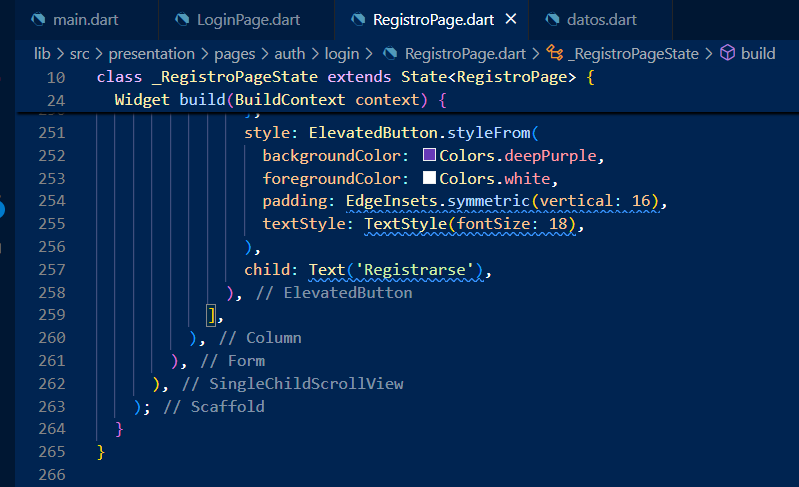 main.dart LoginPage.dart RegistroPage.dart × datos.dart
lib > src > presentation > pages > auth > login > RegistroPage.dart > _RegistroPageState > build
10 class _RegistroPageState extends State<RegistroPage> {
24 Widget build(BuildContext context) {
251 style: ElevatedButton.styleFrom(
252 backgroundColor: Colors.deepPurple,
253 foregroundColor: Colors.white,
254 padding: EdgeInsets.symmetric(vertical: 16),
255 textStyle: TextStyle(fontSize: 18),
256 ),
257 child: Text('Registrarse'),
258 ), // ElevatedButton
259 ],
260 ), // Column
261 ), // Form
262 ), // SingleChildScrollView
263 ); // Scaffold
264 }
265 }
266